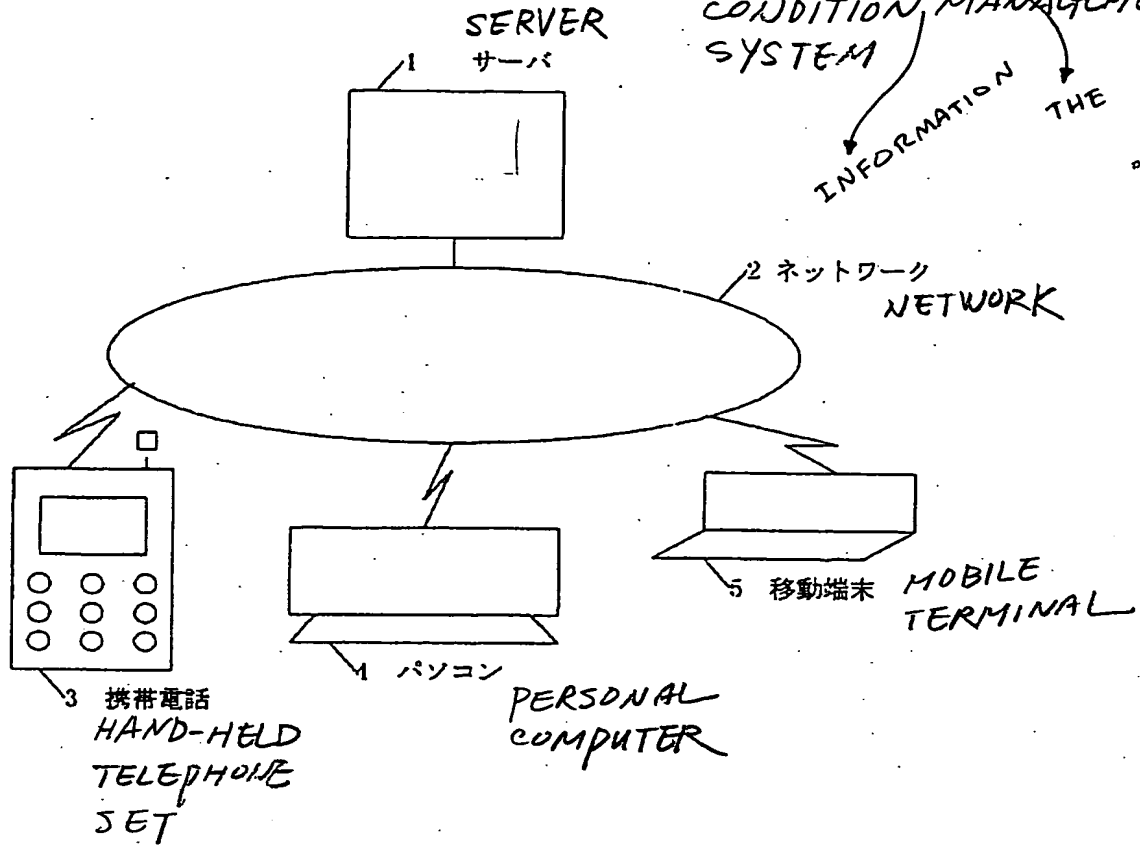 CONDITION MANAGEME
SYSTEM
INFORMATION
THE
SERVER
1 サーバ
2 ネットワーク
NETWORK
5 移動端末
MOBILE
TERMINAL
4 パソコン
PERSONAL
COMPUTER
3 携帯電話
HAND-HELD
TELEPHONE
SET